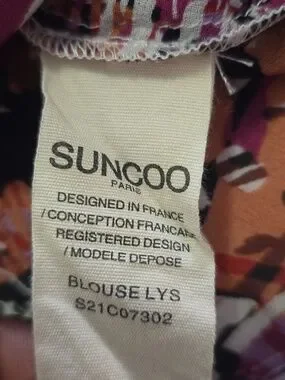 SUNCOO
PARIS
DESIGNED IN FRANCE
/ CONCEPTION FRANCAISE
REGISTERED DESIGN
/ MODELE DEPOSE
BLOUSE LYS
S21C07302